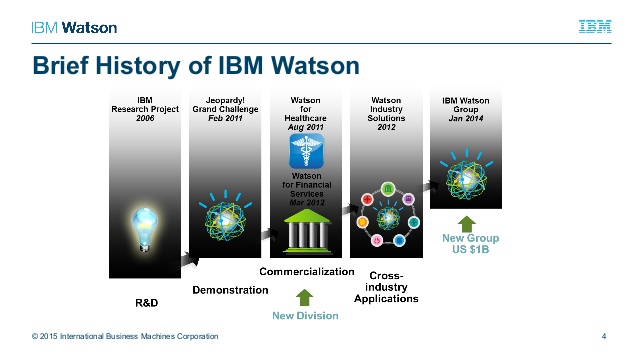 IBM Watson
IBM
Brief History of IBM Watson
IBM
Research Project
2006
Jeopardy!
Grand Challenge
Feb 2011
Watson
for
Healthcare
Aug 2011
Watson
for Financial
Services
Mar 2012
Watson
Industry
Solutions
2012
IBM Watson
Group
Jan 2014
R&D
Demonstration
Commercialization
New Division
Cross-
industry
Applications
New Group
US $1B
© 2015 International Business Machines Corporation
4